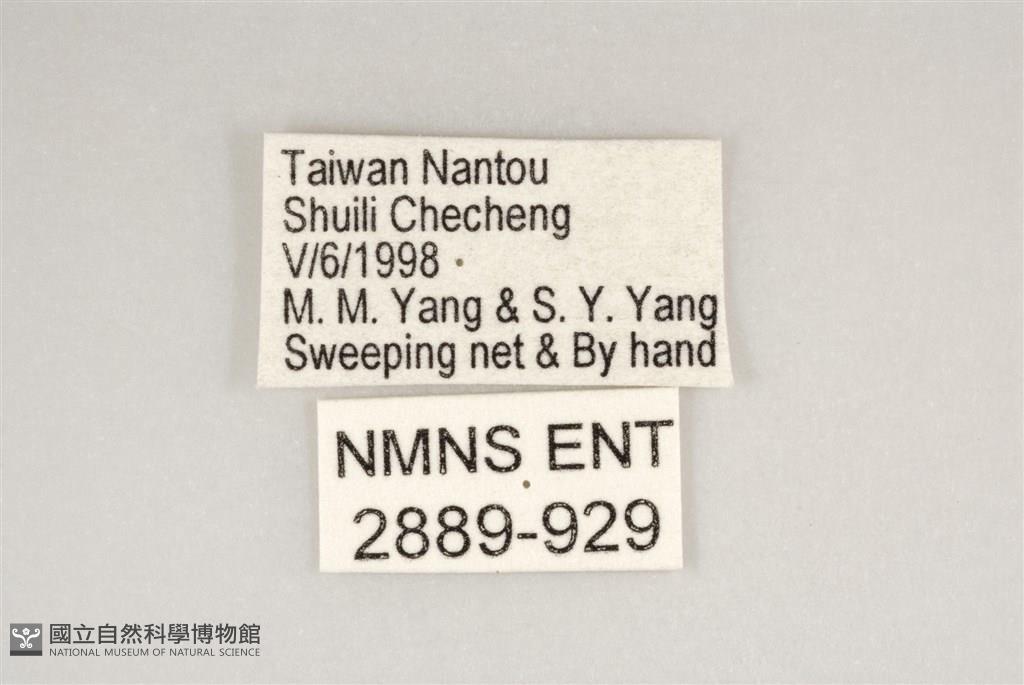 Taiwan Nantou
Shuili Checheng
V/6/1998
M. M. Yang & S. Y. Yang
Sweeping net & By hand
NMNS ENT
2889-929
國立自然科學博物館
NATIONAL MUSEUM OF NATURAL SCIENCE